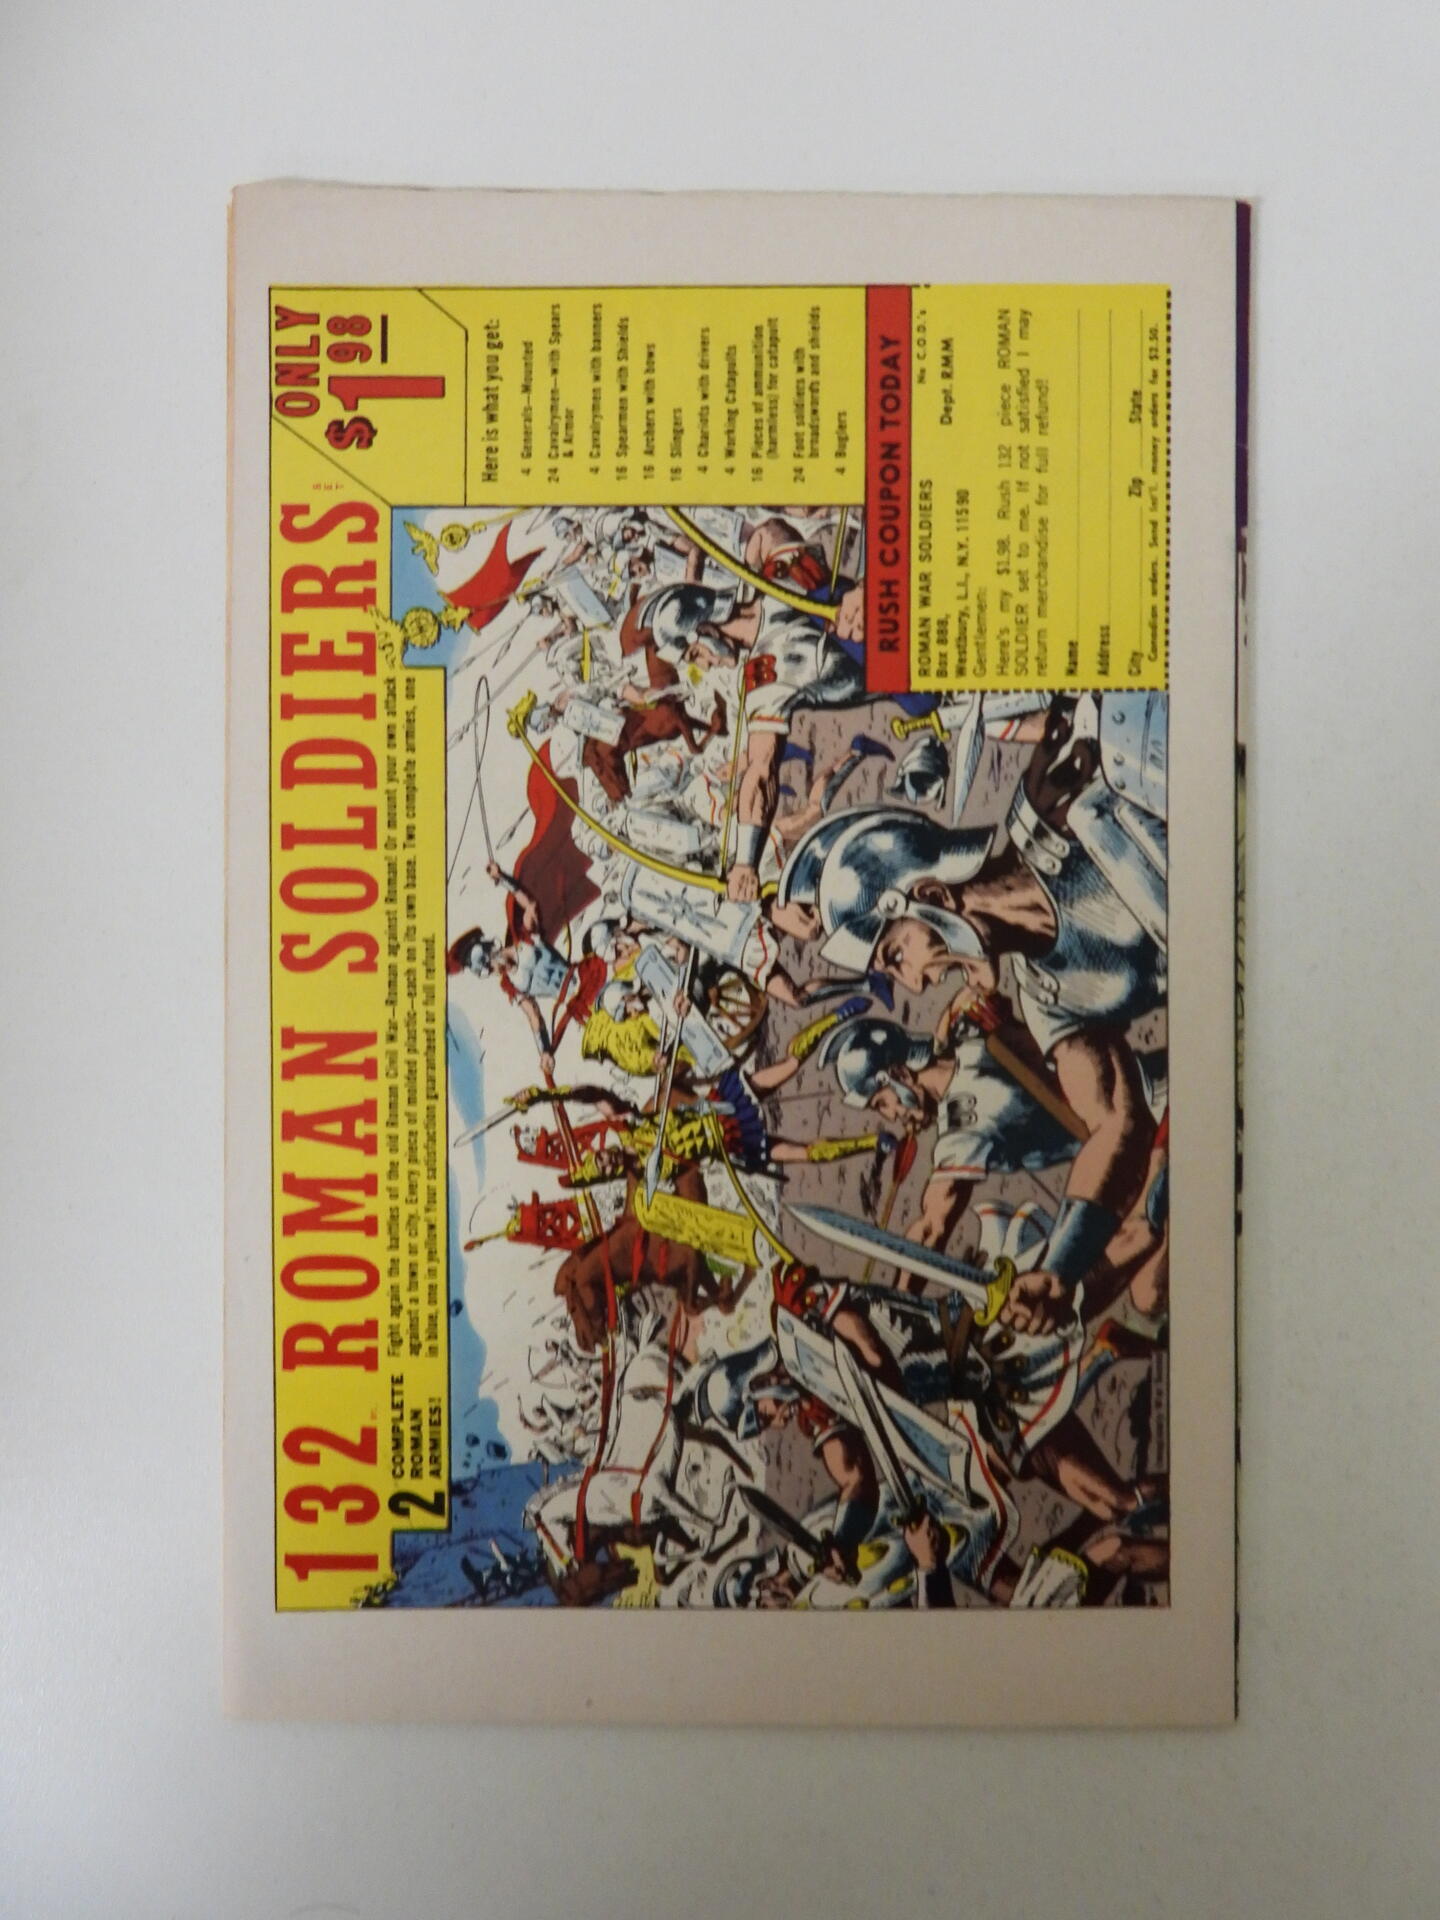 132 ROMAN SOLDIERS
SET
ONLY
$1 98
2 COMPLETE
ROMAN
ARMIES!
Fight again the battles of the old Roman Civil War—Roman against Roman! Or mount your own attack
against a town or city. Every piece of molded plastic—each on its own base. Two complete armies, one
in blue, one in yellow! Your satisfaction guaranteed or full refund.
Here is what you get:
4 Generals—Mounted
24 Cavalrymen—with Spears
& Armor
4 Cavalrymen with banners
16 Spearmen with Shields
16 Archers with bows
16 Slingers
4 Chariots with drivers
4 Working Catapults
16 Pieces of ammunition
(harmless) for catapult
24 Foot soldiers with
broadswords and shields
4 Buglers
RUSH COUPON TODAY
No C.O.D.'s
ROMAN WAR SOLDIERS
Box 888, Dept. RMM
Westbury, L.I., N.Y. 11590
Gentlemen:
Here's my $1.98. Rush 132 piece ROMAN
SOLDIER set to me. If not satisfied I may
return merchandise for full refund!
Name
Address
City Zip State
Canadian orders. Send Int'l. money orders for $2.50.